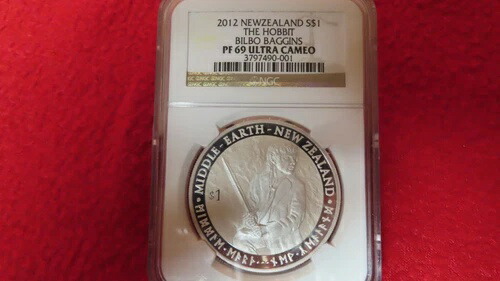 2012 NEWZEALAND S$1
THE HOBBIT
BILBO BAGGINS
PF 69 ULTRA CAMEO
3797490-001
NGC
MIDDLE-EARTH - NEW ZEALAND
$1